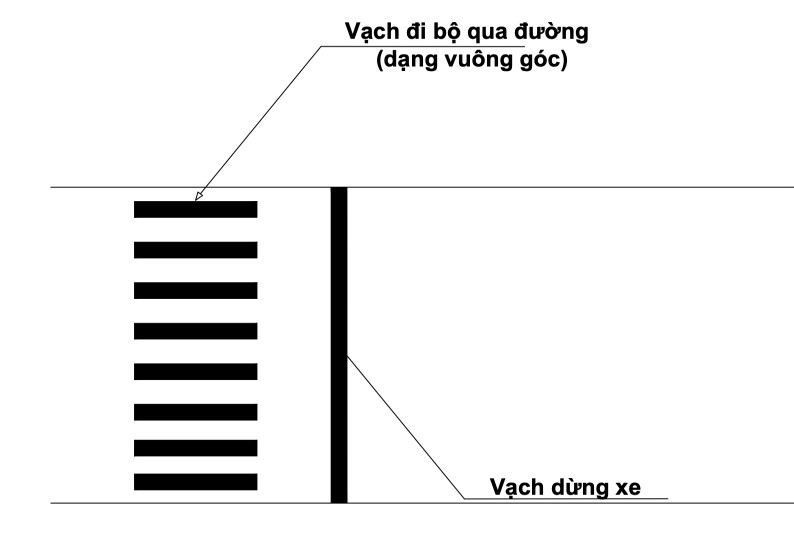 Vạch đi bộ qua đường
(dạng vuông góc)
Vạch dừng xe